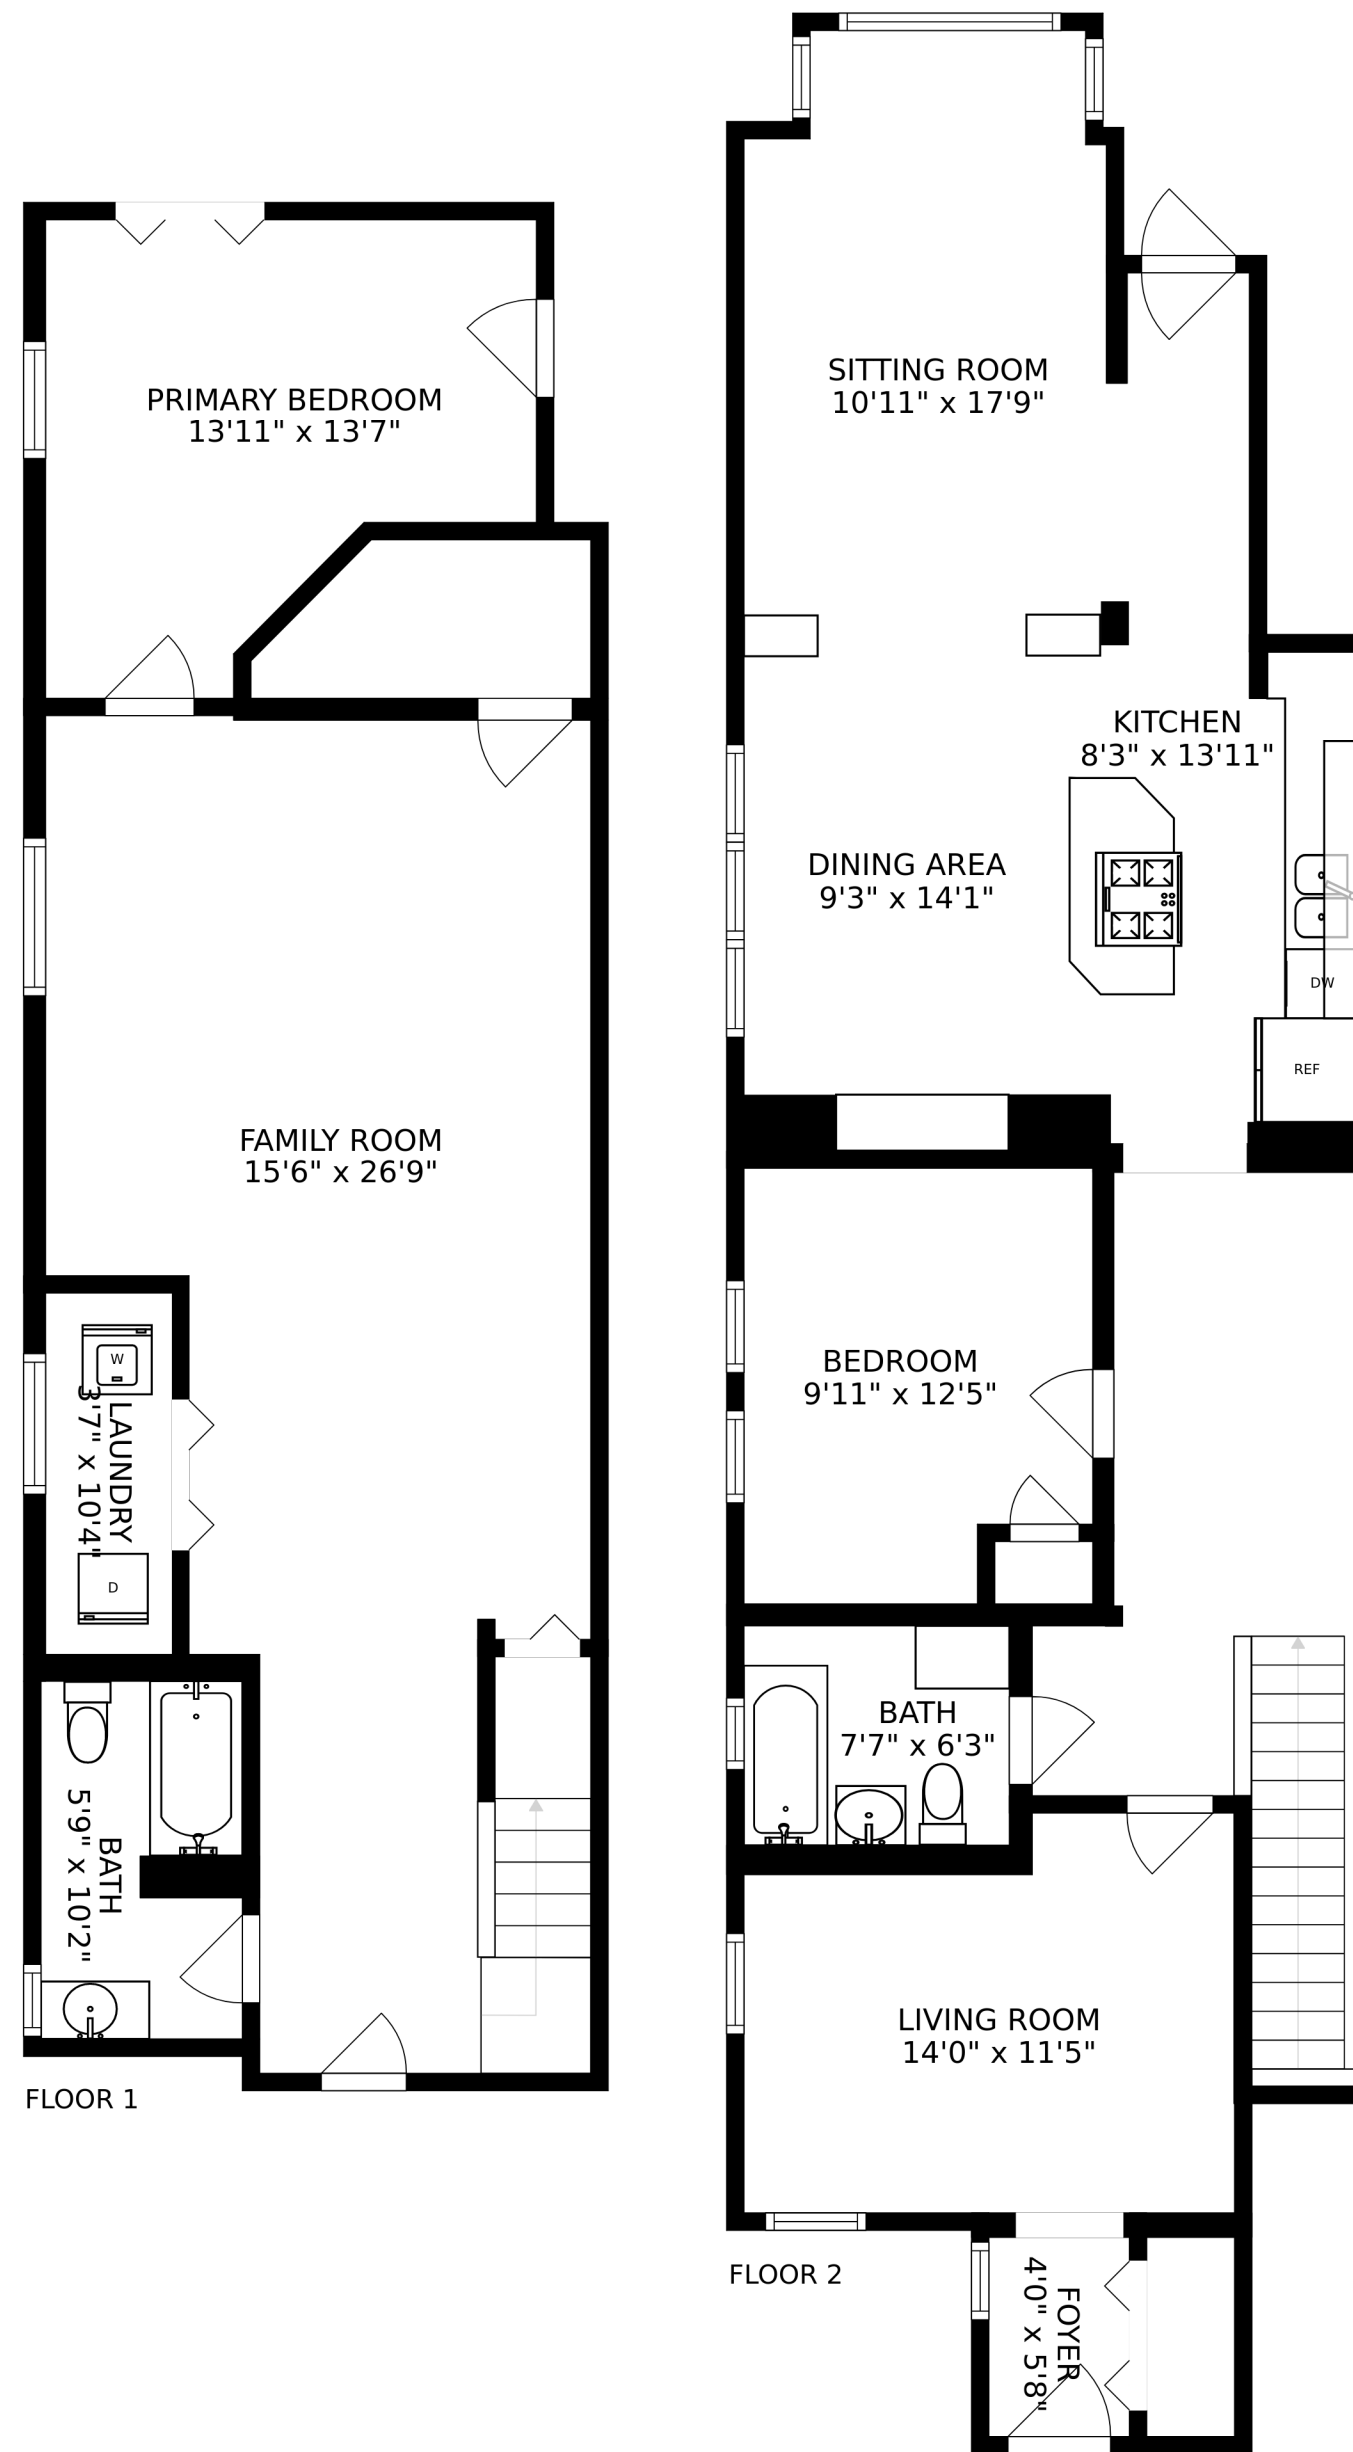 PRIMARY BEDROOM
13'11" x 13'7"
FAMILY ROOM
15'6" x 26'9"
W
LAUNDRY
3'7" x 10'4"
D
BATH
5'9" x 10'2"
FLOOR 1
SITTING ROOM
10'11" x 17'9"
KITCHEN
8'3" x 13'11"
DINING AREA
9'3" x 14'1"
DW
REF
BEDROOM
9'11" x 12'5"
BATH
7'7" x 6'3"
LIVING ROOM
14'0" x 11'5"
FLOOR 2
FOYER
4'0" x 5'8"